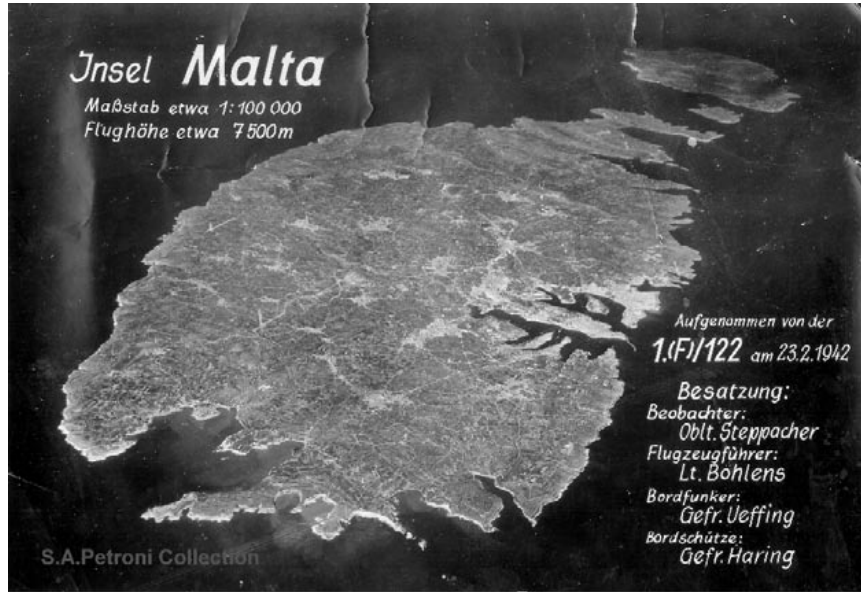 Insel Malta
Maßstab etwa 1:100 000
Flughöhe etwa 7500m
Aufgenommen von der
1.(F)/122 am 23.2.1942
Besatzung:
Beobachter:
Oblt. Steppacher
Flugzeugführer:
Lt. Bohlens
Bordfunker:
Gefr. Ueffing
Bordschütze:
Gefr. Haring
S.A.Petroni Collection